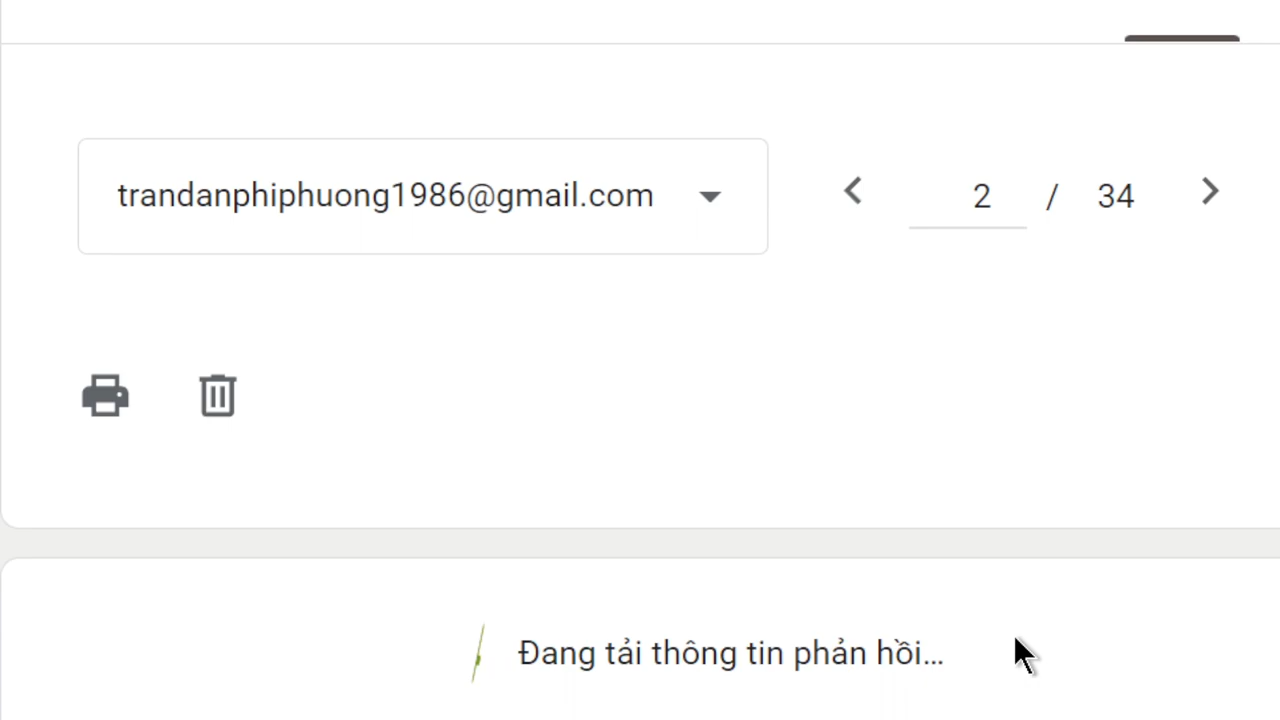 trandanphiphuong1986@gmail.com
2 / 34
Đang tải thông tin phản hồi...